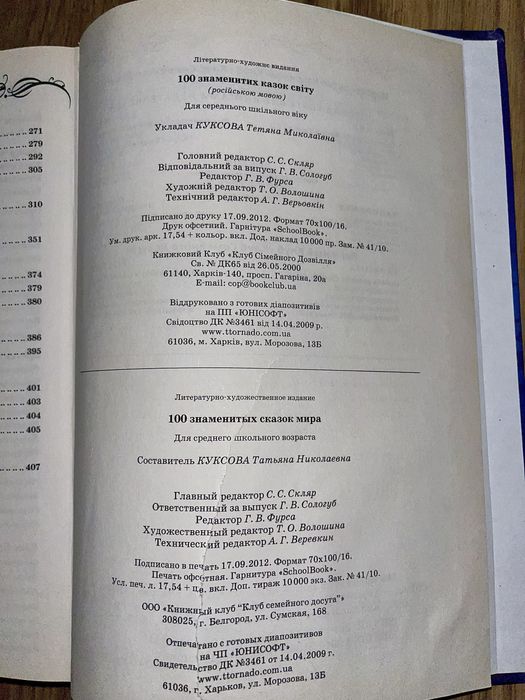 271
279
292
305
310
351
374
379
380
386
395
401
403
404
405
407
Літературно-художнє видання
100 знаменитих казок світу
(російською мовою)
Для середнього шкільного віку
Укладач КУКСОВА Тетяна Миколаївна
Головний редактор С. С. Скляр
Відповідальний за випуск Г. В. Сологуб
Редактор Г. В. Фурса
Художній редактор Т. О. Волошина
Технічний редактор А. Г. Верьовкін
Підписано до друку 17.09.2012. Формат 70х100/16.
Друк офсетний. Гарнітура «SchoolBook».
Ум. друк. арк. 17,54 + кольор. вкл. Дод. наклад 10 000 пр. Зам. № 41/10.
Книжковий Клуб «Клуб Сімейного Дозвілля»
Св. № ДК65 від 26.05.2000
61140, Харків-140, просп. Гагаріна, 20а
E-mail: cop@bookclub.ua
Віддруковано з готових діапозитивів
на ПП «ЮНІСОФТ»
Свідоцтво ДК №3461 від 14.04.2009 г.
www.ttornado.com.ua
61036, м. Харків, вул. Морозова, 13Б
Литературно-художественное издание
100 знаменитых сказок мира
Для среднего школьного возраста
Составитель КУКСОВА Татьяна Николаевна
Главный редактор С. С. Скляр
Ответственный за выпуск Г. В. Сологуб
Редактор Г. В. Фурса
Художественный редактор Т. О. Волошина
Технический редактор А. Г. Веревкин
Подписано в печать 17.09.2012. Формат 70х100/16.
Печать офсетная. Гарнитура «SchoolBook».
Усл. печ. л. 17,54 + цв. вкл. Доп. тираж 10 000 экз. Зак. № 41/10.
ООО «Книжный клуб "Клуб семейного досуга"»
308025, г. Белгород, ул. Сумская, 168
Отпечатано с готовых диапозитивов
на ЧП «ЮНИСОФТ»
Свидетельство ДК №3461 от 14.04.2009 г.
www.ttornado.com.ua
61036, г. Харьков, ул. Морозова, 13Б